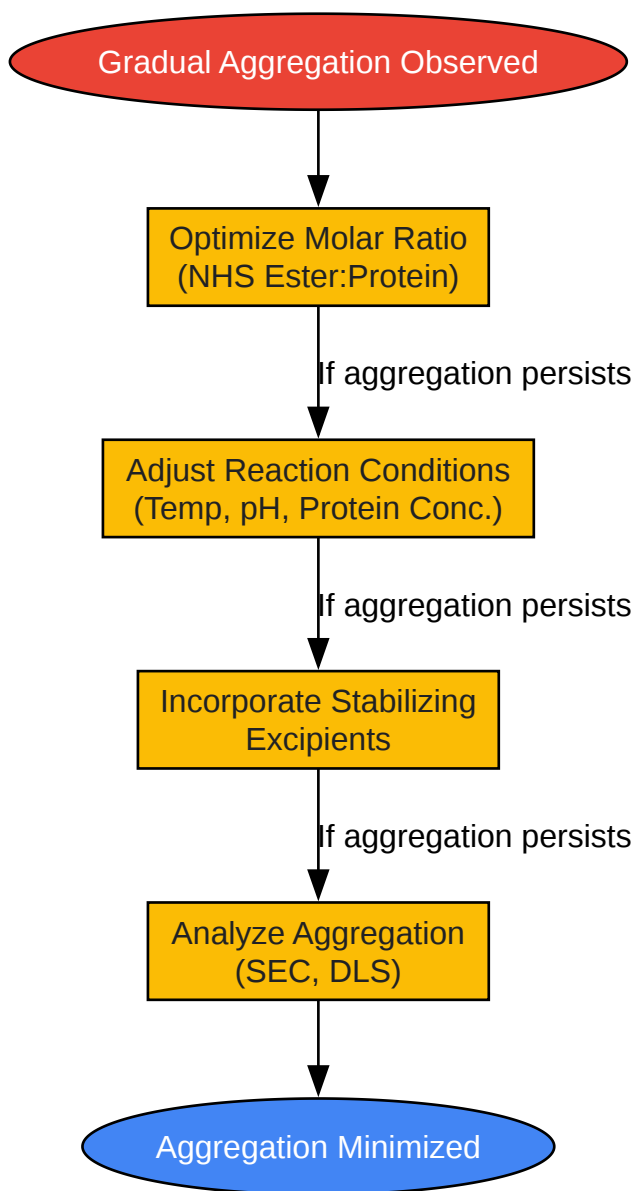 Gradual Aggregation Observed
Optimize Molar Ratio
(NHS Ester:Protein)
If aggregation persists
Adjust Reaction Conditions
(Temp, pH, Protein Conc.)
If aggregation persists
Incorporate Stabilizing
Excipients
If aggregation persists
Analyze Aggregation
(SEC, DLS)
Aggregation Minimized